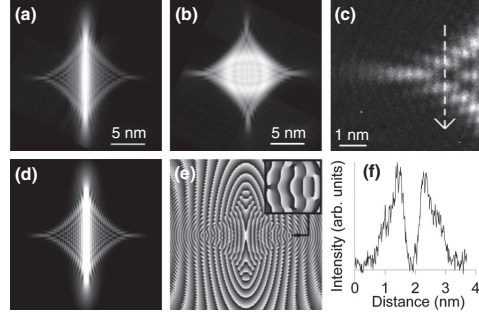 (a)
5 nm
(b)
5 nm
(c)
1 nm
(d)
(e)
(f)
Intensity (arb. units)
0 1 2 3 4
Distance (nm)